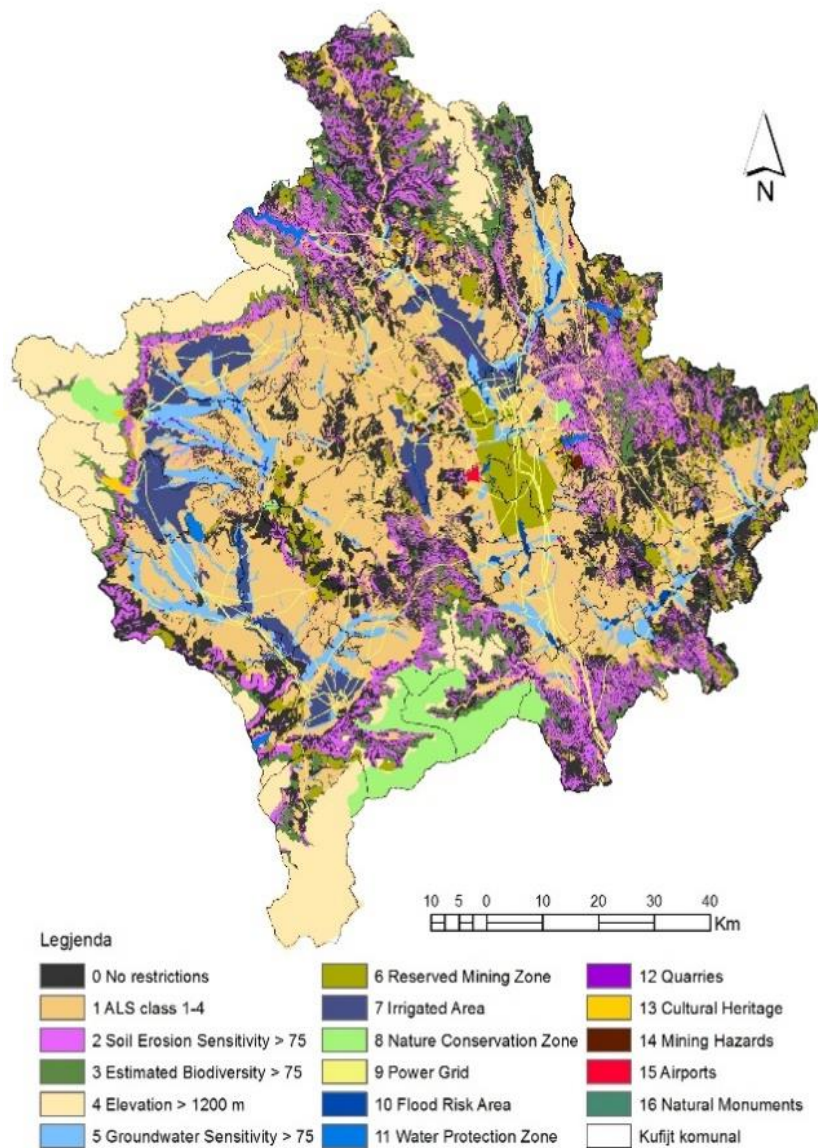 N
10 5 0 10 20 30 40
Km
Legjenda
0 No restrictions
1 ALS class 1-4
2 Soil Erosion Sensitivity > 75
3 Estimated Biodiversity > 75
4 Elevation > 1200 m
5 Groundwater Sensitivity > 75
6 Reserved Mining Zone
7 Irrigated Area
8 Nature Conservation Zone
9 Power Grid
10 Flood Risk Area
11 Water Protection Zone
12 Quarries
13 Cultural Heritage
14 Mining Hazards
15 Airports
16 Natural Monuments
Kufijt komunal